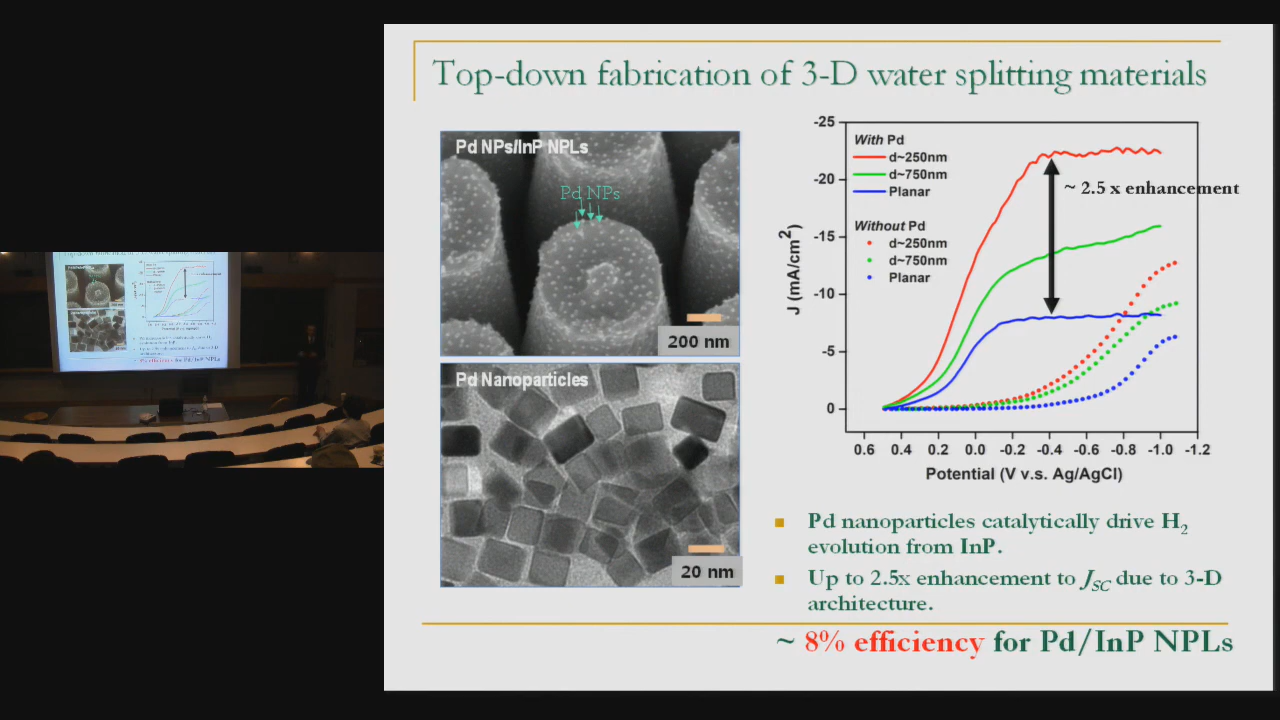 Top-down fabrication of 3-D water splitting materials
Pd NPs/InP NPLs
Pd NPs
200 nm
Pd Nanoparticles
20 nm
-25
-20
-15
-10
-5
0
J (mA/cm²)
With Pd
d~250nm
d~750nm
Planar
Without Pd
d~250nm
d~750nm
Planar
~ 2.5 x enhancement
0.6 0.4 0.2 0.0 -0.2 -0.4 -0.6 -0.8 -1.0 -1.2
Potential (V v.s. Ag/AgCl)
Pd nanoparticles catalytically drive H₂
evolution from InP.
Up to 2.5x enhancement to JSC due to 3-D
architecture.
~ 8% efficiency for Pd/InP NPLs